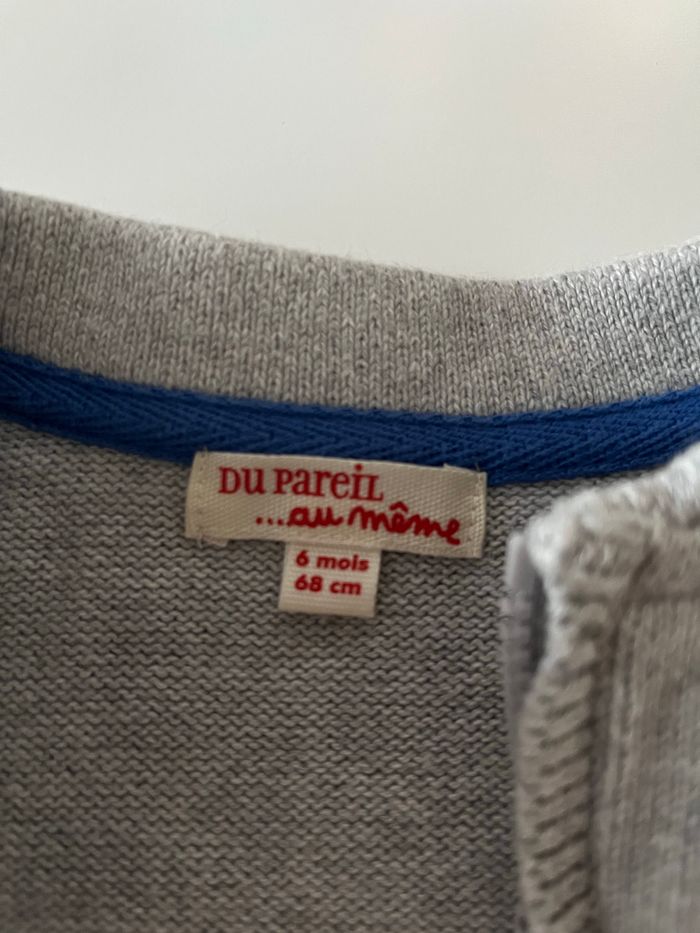 DU PAREIL
...au même
6 mois
68 cm